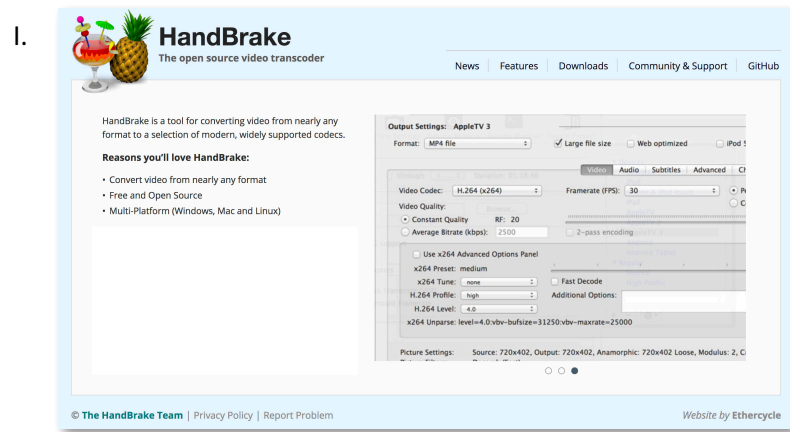 I.
HandBrake
The open source video transcoder
News Features Downloads Community & Support GitHub
HandBrake is a tool for converting video from nearly any
format to a selection of modern, widely supported codecs.
Reasons you'll love HandBrake:
• Convert video from nearly any format
• Free and Open Source
• Multi-Platform (Windows, Mac and Linux)
Output Settings: AppleTV 3
Format: MP4 file Large file size Web optimized iPod
Video Audio Subtitles Advanced
Video Codec: H.264 (x264) Framerate (FPS): 30
Video Quality:
Constant Quality RF: 20
Average Bitrate (kbps): 2500 2-pass encoding
Use x264 Advanced Options Panel
x264 Preset: medium
x264 Tune: none Fast Decode
H.264 Profile: high Additional Options:
H.264 Level: 4.0
x264 Unparse: level=4.0:vbv-bufsize=31250:vbv-maxrate=25000
Picture Settings: Source: 720x402, Output: 720x402, Anamorphic: 720x402 Loose, Modulus: 2,
© The HandBrake Team | Privacy Policy | Report Problem
Website by Ethercycle